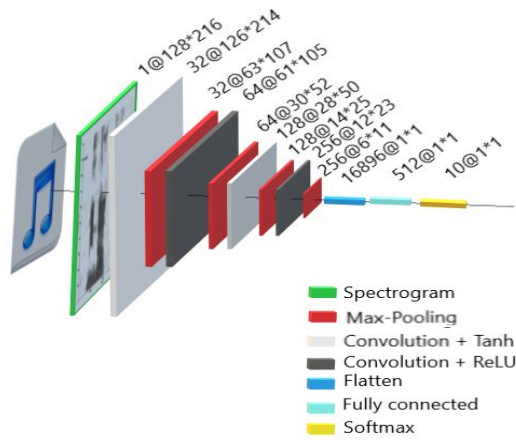 1@128*216
32@126*214
32@63*107
64@61*105
64@30*52
128@28*50
128@14*25
256@12*23
256@6*11
16896@1*1
512@1*1
10@1*1
Spectrogram
Max-Pooling
Convolution + Tanh
Convolution + ReLU
Flatten
Fully connected
Softmax